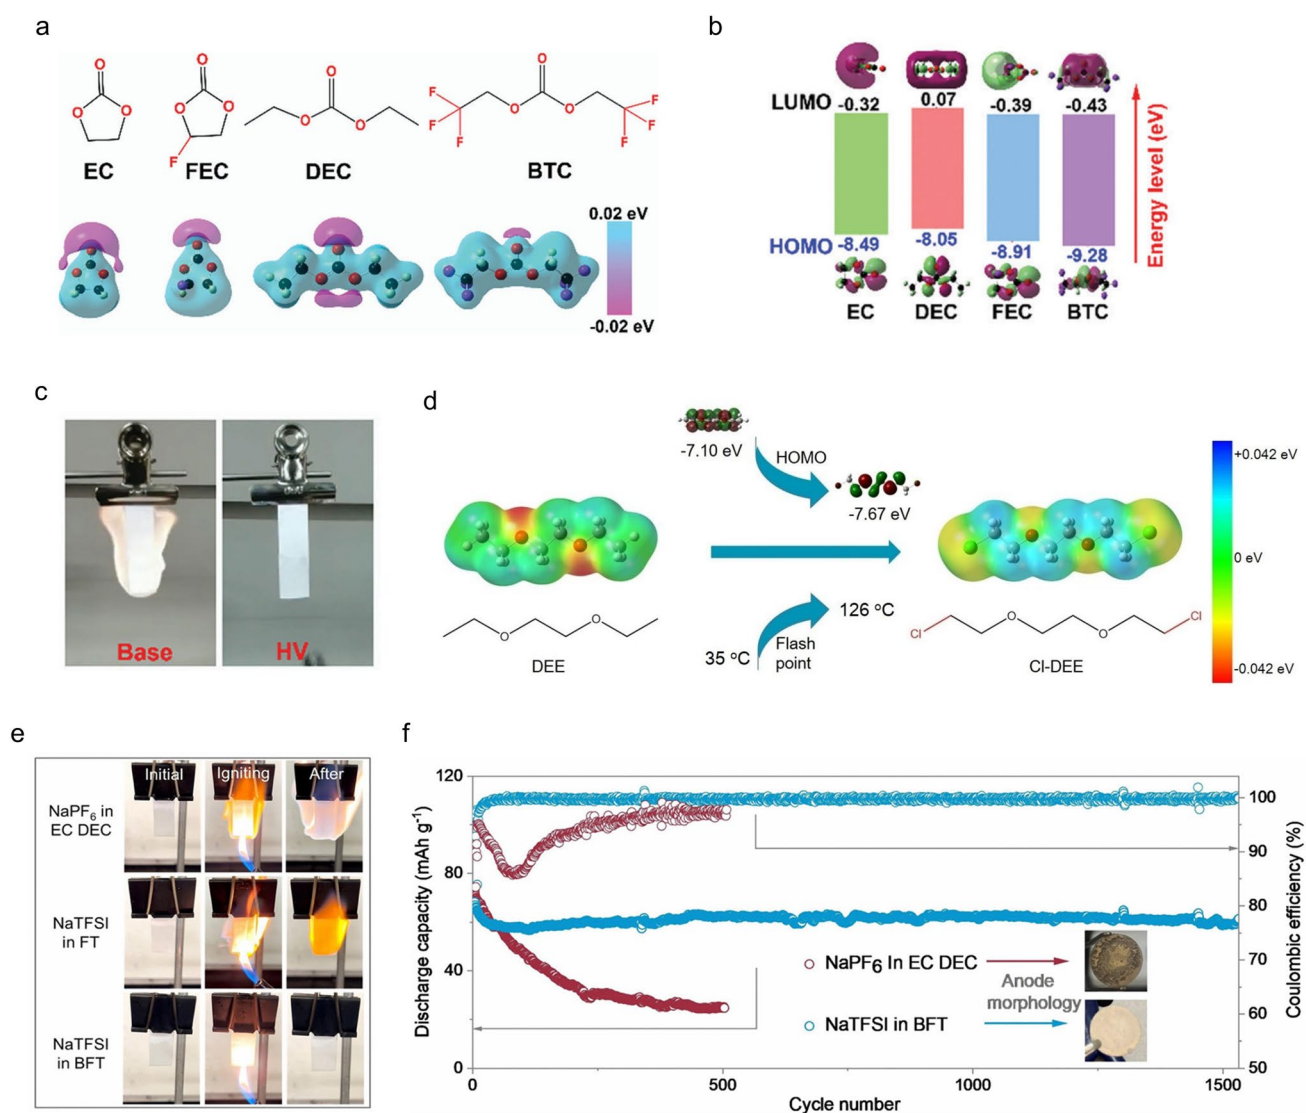 a
O
O
O
O
O
O
O
O
O
O
O
O
O
F
F
F
F
F
F
F
EC
FEC
DEC
BTC
0.02 eV
-0.02 eV
b
LUMO
-0.32
0.07
-0.39
-0.43
HOMO
-8.49
-8.05
-8.91
-9.28
EC
DEC
FEC
BTC
Energy level (eV)
c
Base
HV
d
-7.10 eV
HOMO
-7.67 eV
+0.042 eV
0 eV
-0.042 eV
O
O
DEE
35 °C
Flash
point
126 °C
Cl
O
O
Cl
Cl-DEE
e
Initial
Igniting
After
NaPF6 in
EC DEC
NaTFSI
in FT
NaTFSI
in BFT
f
Discharge capacity (mAh g⁻¹)
120
80
40
0
Coulombic efficiency (%)
100
90
80
70
60
50
NaPF6 In EC DEC
Anode
morphology
NaTFSI in BFT
0
500
1000
1500
Cycle number